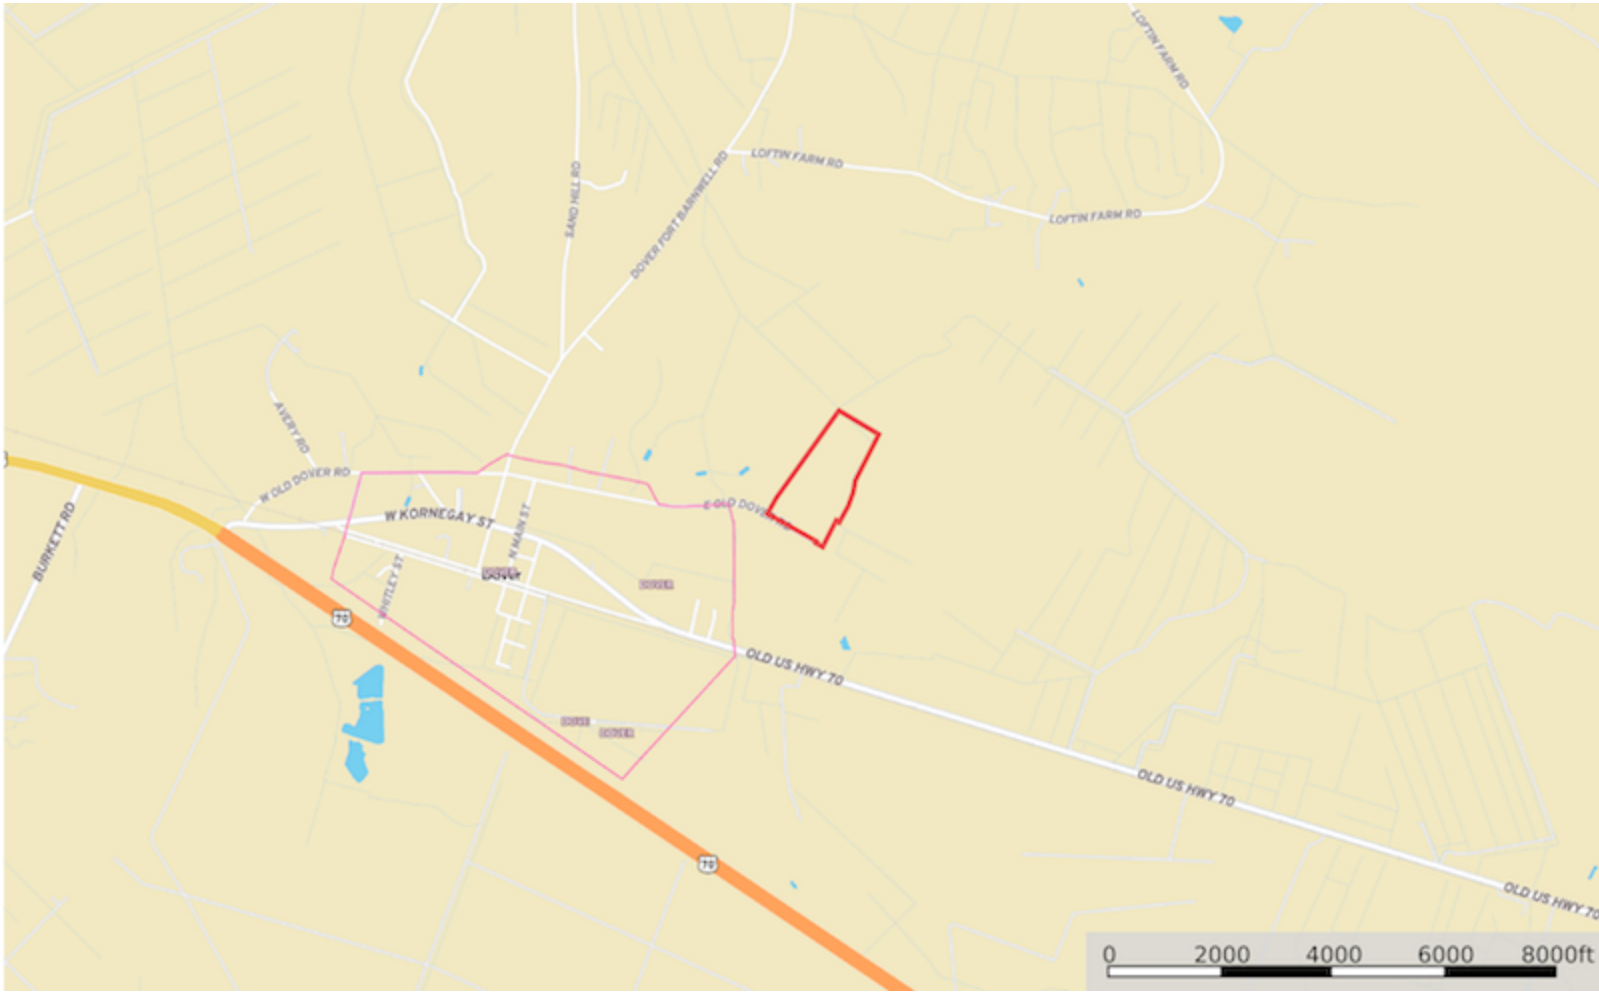 LOFTIN FARM RD
LOFTIN FARM RD
SAND HILL RD
DOVER FORT BARNWELL RD
LOFTIN FARM RD
AVERY RD
W OLD DOVER RD
E OLD DOVER RD
BURKETT RD
W KORNEGAY ST
N MAIN ST
WHITLEY ST
Dover
DOVER
70
OLD US HWY 70
DOVE
DOVER
OLD US HWY 70
70
OLD US HWY 70
0 2000 4000 6000 8000ft